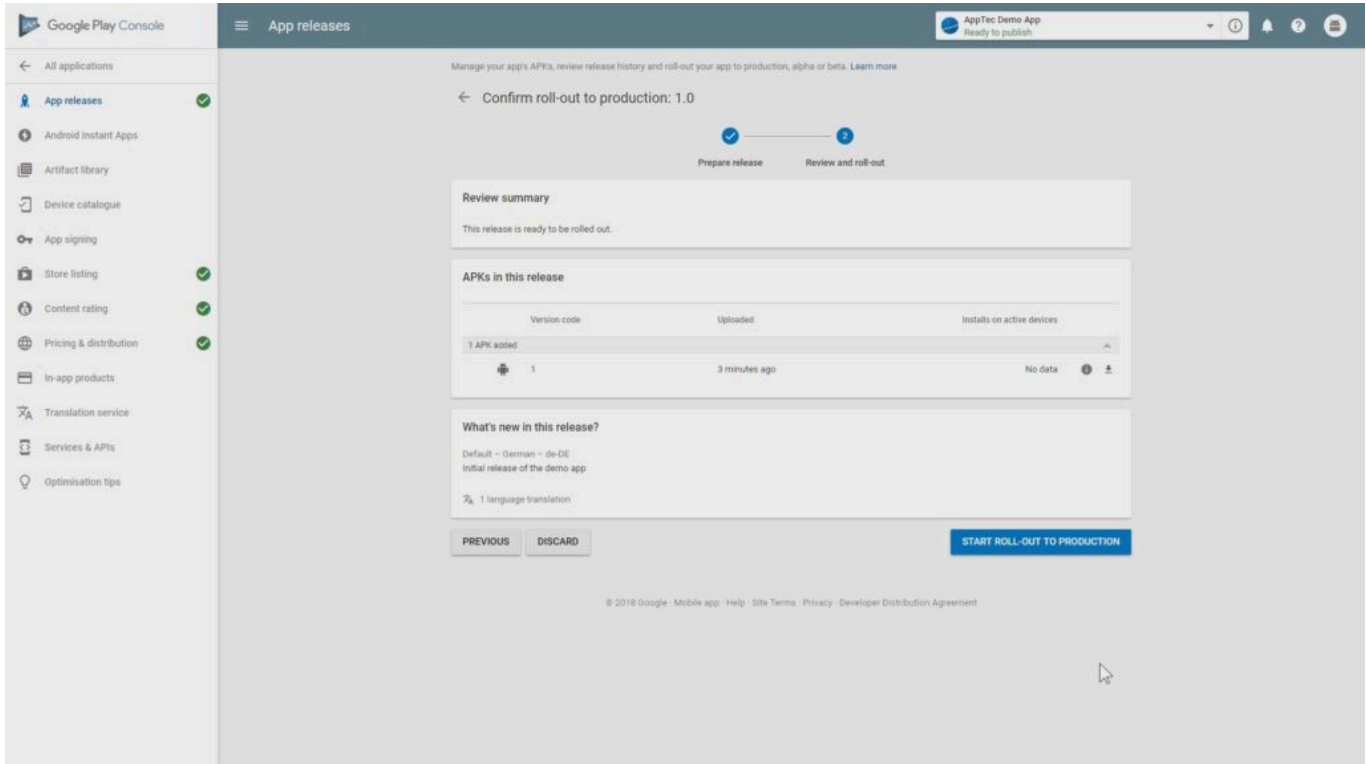 Google Play Console
App releases
AppTec Demo App
Ready to publish
All applications
App releases
Android Instant Apps
Artifact library
Device catalogue
App signing
Store listing
Content rating
Pricing & distribution
In-app products
Translation service
Services & APIs
Optimisation tips
Manage your app's APKs, review release history and roll-out your app to production, alpha or beta. Learn more
Confirm roll-out to production: 1.0
2
Prepare release Review and roll-out
Review summary
This release is ready to be rolled out.
APKs in this release
Version code Uploaded Installs on active devices
1 APK added
1 3 minutes ago No data
What's new in this release?
Default – German – de-DE
Initial release of the demo app
1 language translation
PREVIOUS DISCARD START ROLL-OUT TO PRODUCTION
© 2018 Google · Mobile app · Help · Site Terms · Privacy · Developer Distribution Agreement